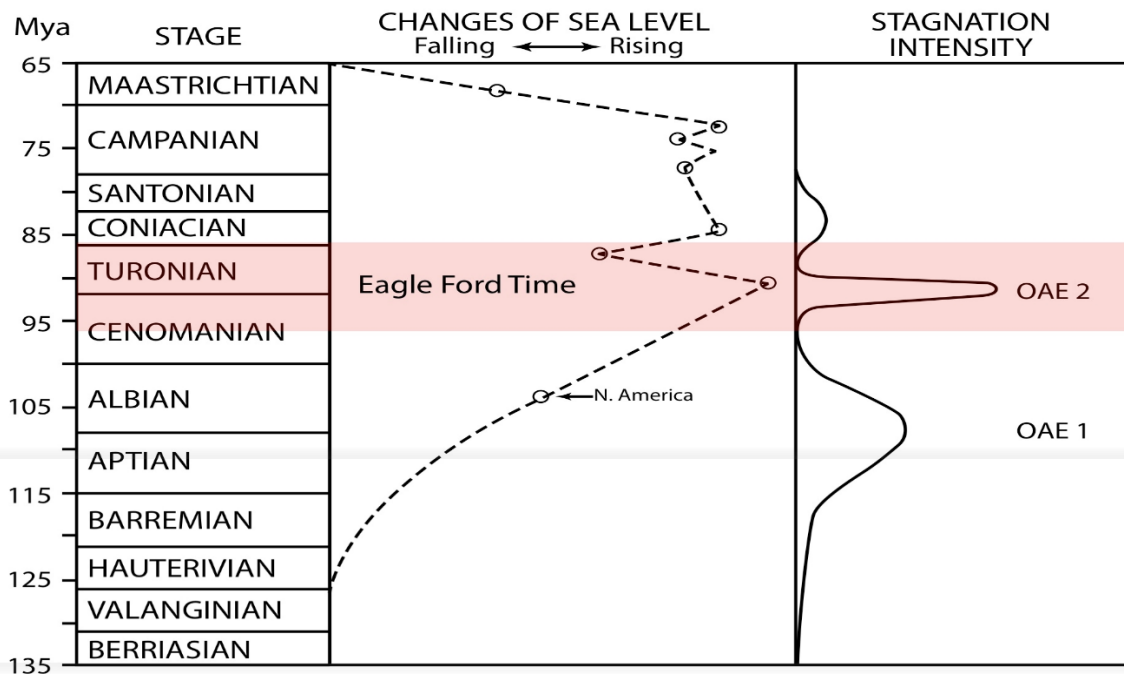 Mya
STAGE
CHANGES OF SEA LEVEL
Falling Rising
STAGNATION
INTENSITY
65
MAASTRICHTIAN
CAMPANIAN
75
SANTONIAN
CONIACIAN
85
TURONIAN
Eagle Ford Time
OAE 2
95
CENOMANIAN
ALBIAN
N. America
105
OAE 1
APTIAN
115
BARREMIAN
HAUTERIVIAN
125
VALANGINIAN
BERRIASIAN
135